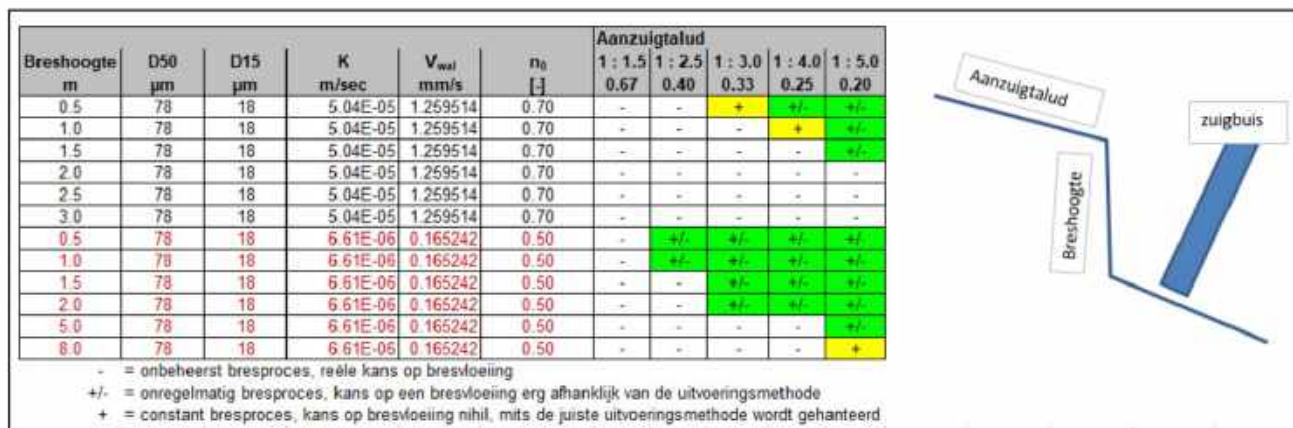 Aanzuigtalud
Breshoogte D50 D15 K Vwal n0 1 : 1.5 1 : 2.5 1 : 3.0 1 : 4.0 1 : 5.0
m µm µm m/sec mm/s [-] 0.67 0.40 0.33 0.25 0.20
0.5 78 18 5.04E-05 1.259514 0.70 - - + +/- +/-
1.0 78 18 5.04E-05 1.259514 0.70 - - - + +/-
1.5 78 18 5.04E-05 1.259514 0.70 - - - - +/-
2.0 78 18 5.04E-05 1.259514 0.70 - - - - -
2.5 78 18 5.04E-05 1.259514 0.70 - - - - -
3.0 78 18 5.04E-05 1.259514 0.70 - - - - -
0.5 78 18 6.61E-06 0.165242 0.50 - +/- +/- +/- +/-
1.0 78 18 6.61E-06 0.165242 0.50 - +/- +/- +/- +/-
1.5 78 18 6.61E-06 0.165242 0.50 - - +/- +/- +/-
2.0 78 18 6.61E-06 0.165242 0.50 - - +/- +/- +/-
5.0 78 18 6.61E-06 0.165242 0.50 - - - - +/-
8.0 78 18 6.61E-06 0.165242 0.50 - - - - +
- = onbeheerst bresproces, reële kans op bresvloeiing
+/- = onregelmatig bresproces, kans op een bresvloeiing erg afhanklijk van de uitvoeringsmethode
+ = constant bresproces, kans op bresvloeiing nihil, mits de juiste uitvoeringsmethode wordt gehanteerd
Aanzuigtalud
zuigbuis
Breshoogte